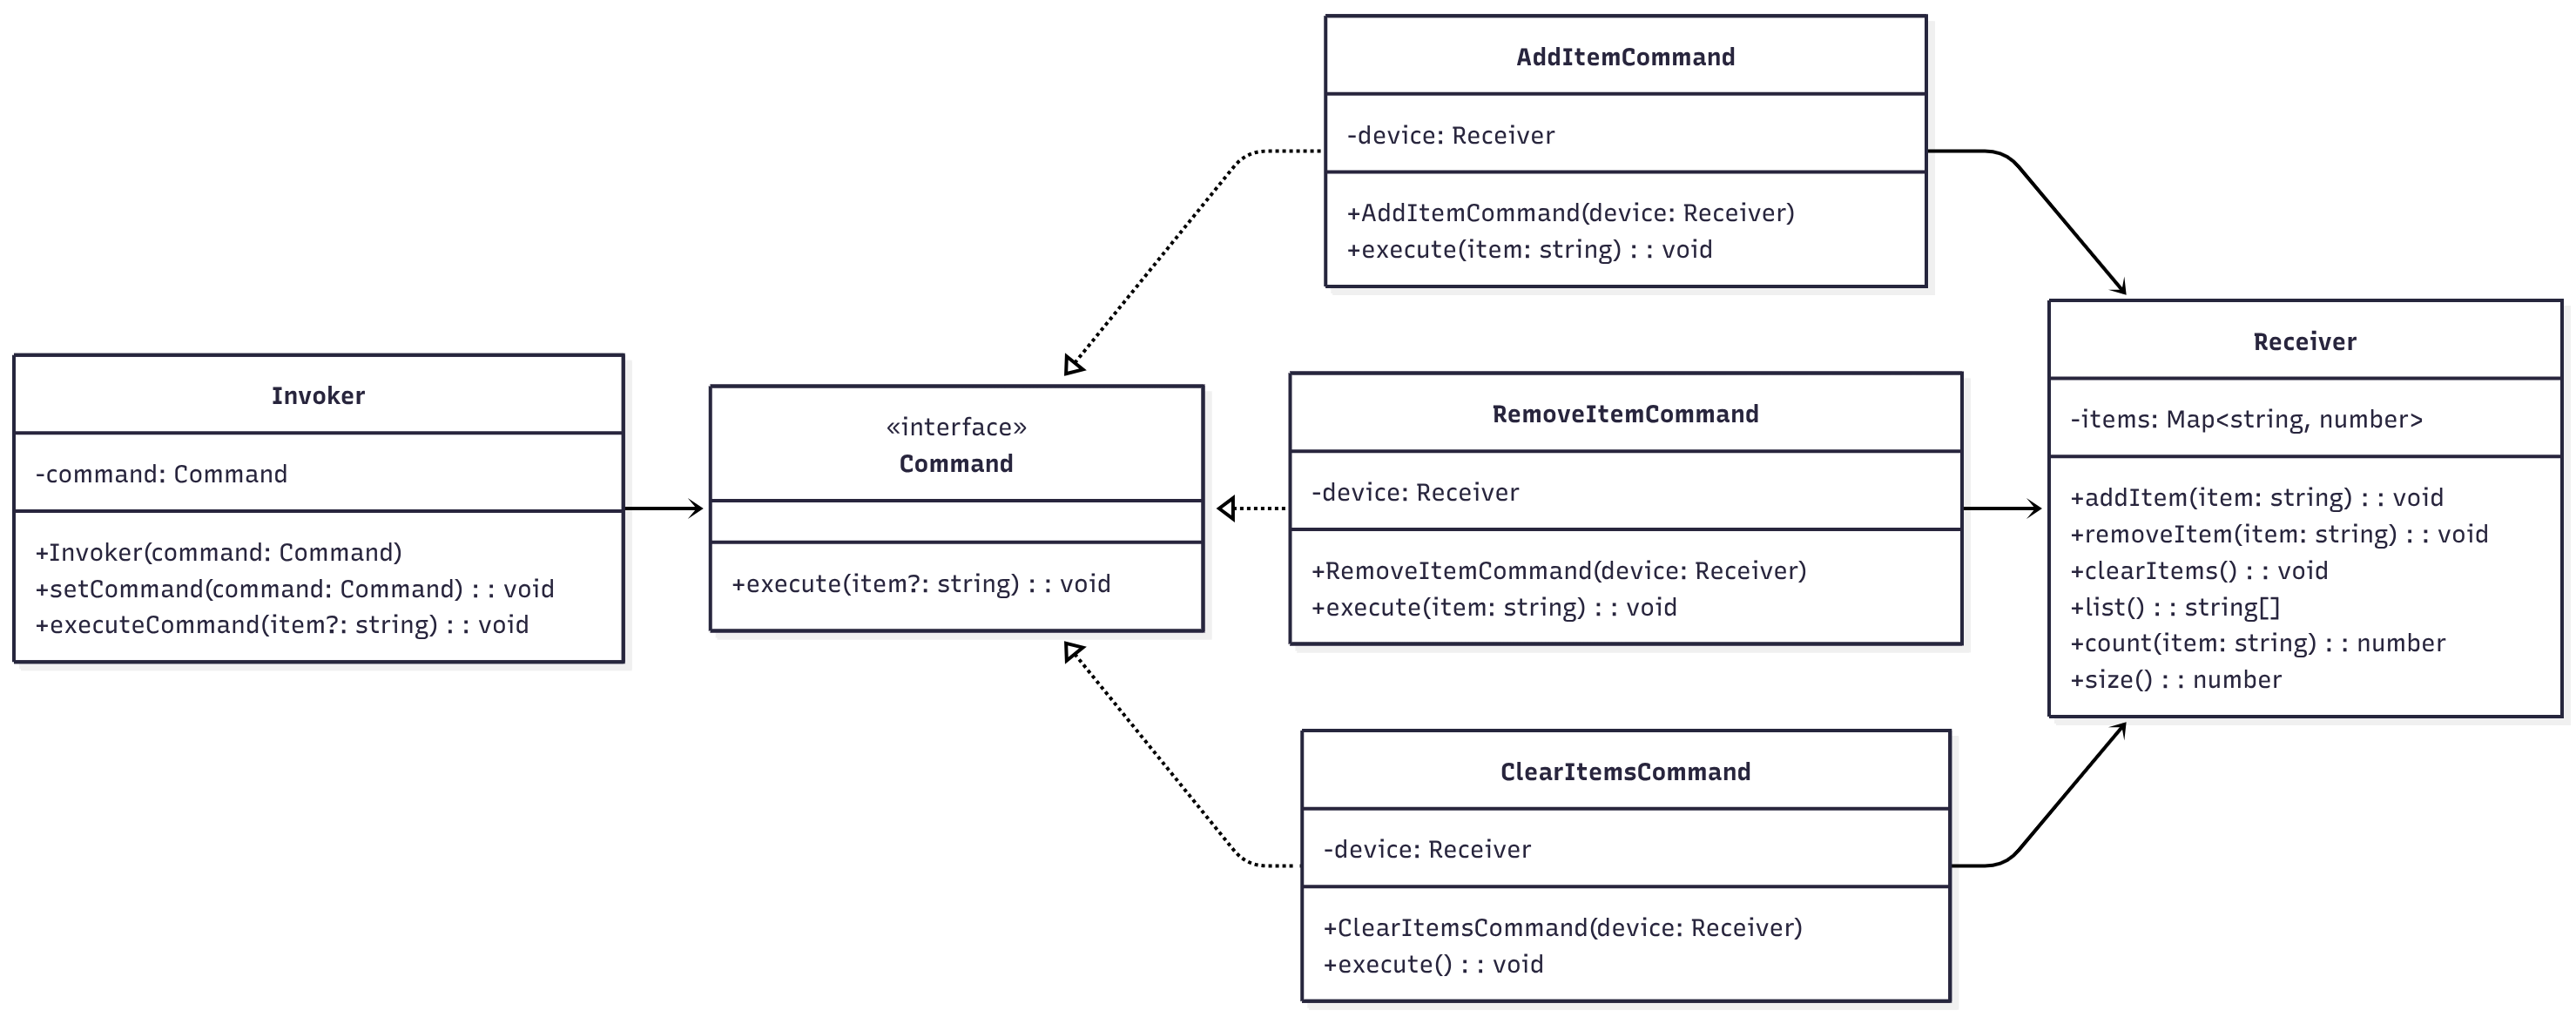 Invoker
-command: Command
+Invoker(command: Command)
+setCommand(command: Command) : : void
+executeCommand(item?: string) : : void
«interface»
Command
+execute(item?: string) : : void
AddItemCommand
-device: Receiver
+AddItemCommand(device: Receiver)
+execute(item: string) : : void
RemoveItemCommand
-device: Receiver
+RemoveItemCommand(device: Receiver)
+execute(item: string) : : void
ClearItemsCommand
-device: Receiver
+ClearItemsCommand(device: Receiver)
+execute() : : void
Receiver
-items: Map<string, number>
+addItem(item: string) : : void
+removeItem(item: string) : : void
+clearItems() : : void
+list() : : string[]
+count(item: string) : : number
+size() : : number